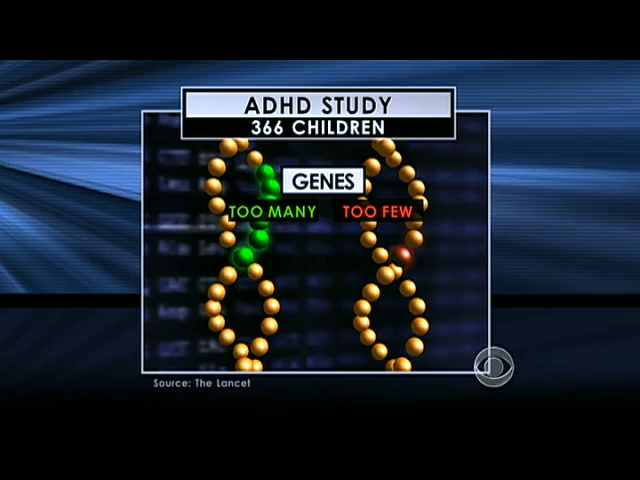 ADHD STUDY
366 CHILDREN
GENES
TOO MANY TOO FEW
Source: The Lancet